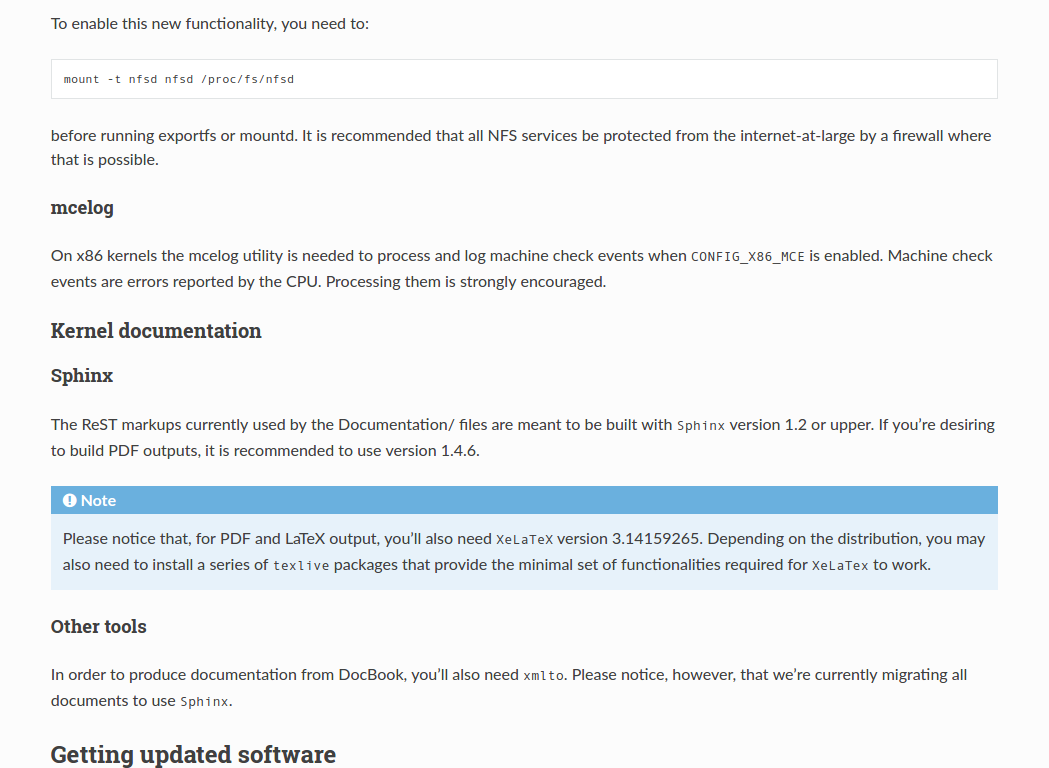 To enable this new functionality, you need to:
mount -t nfsd nfsd /proc/fs/nfsd
before running exportfs or mountd. It is recommended that all NFS services be protected from the internet-at-large by a firewall where
that is possible.
mcelog
On x86 kernels the mcelog utility is needed to process and log machine check events when CONFIG_X86_MCE is enabled. Machine check
events are errors reported by the CPU. Processing them is strongly encouraged.
Kernel documentation
Sphinx
The ReST markups currently used by the Documentation/ files are meant to be built with Sphinx version 1.2 or upper. If you’re desiring
to build PDF outputs, it is recommended to use version 1.4.6.
Note
Please notice that, for PDF and LaTeX output, you’ll also need XeLaTeX version 3.14159265. Depending on the distribution, you may
also need to install a series of texlive packages that provide the minimal set of functionalities required for XeLaTex to work.
Other tools
In order to produce documentation from DocBook, you’ll also need xmlto. Please notice, however, that we’re currently migrating all
documents to use Sphinx.
Getting updated software